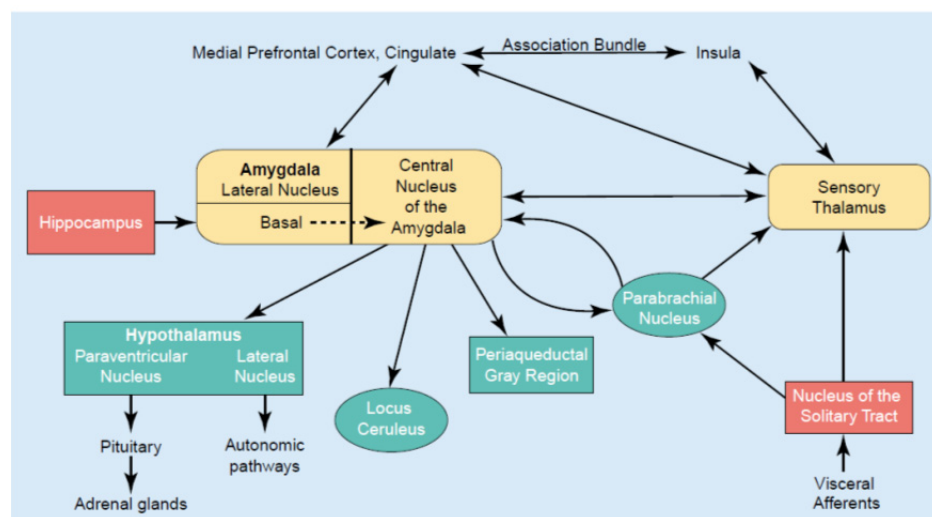 Medial Prefrontal Cortex, Cingulate
Association Bundle
Insula
Amygdala
Lateral Nucleus
Basal
Central
Nucleus
of the
Amygdala
Sensory
Thalamus
Hippocampus
Parabrachial
Nucleus
Hypothalamus
Paraventricular
Nucleus
Lateral
Nucleus
Periaqueductal
Gray Region
Locus
Ceruleus
Nucleus of the
Solitary Tract
Pituitary
Autonomic
pathways
Adrenal glands
Visceral
Afferents